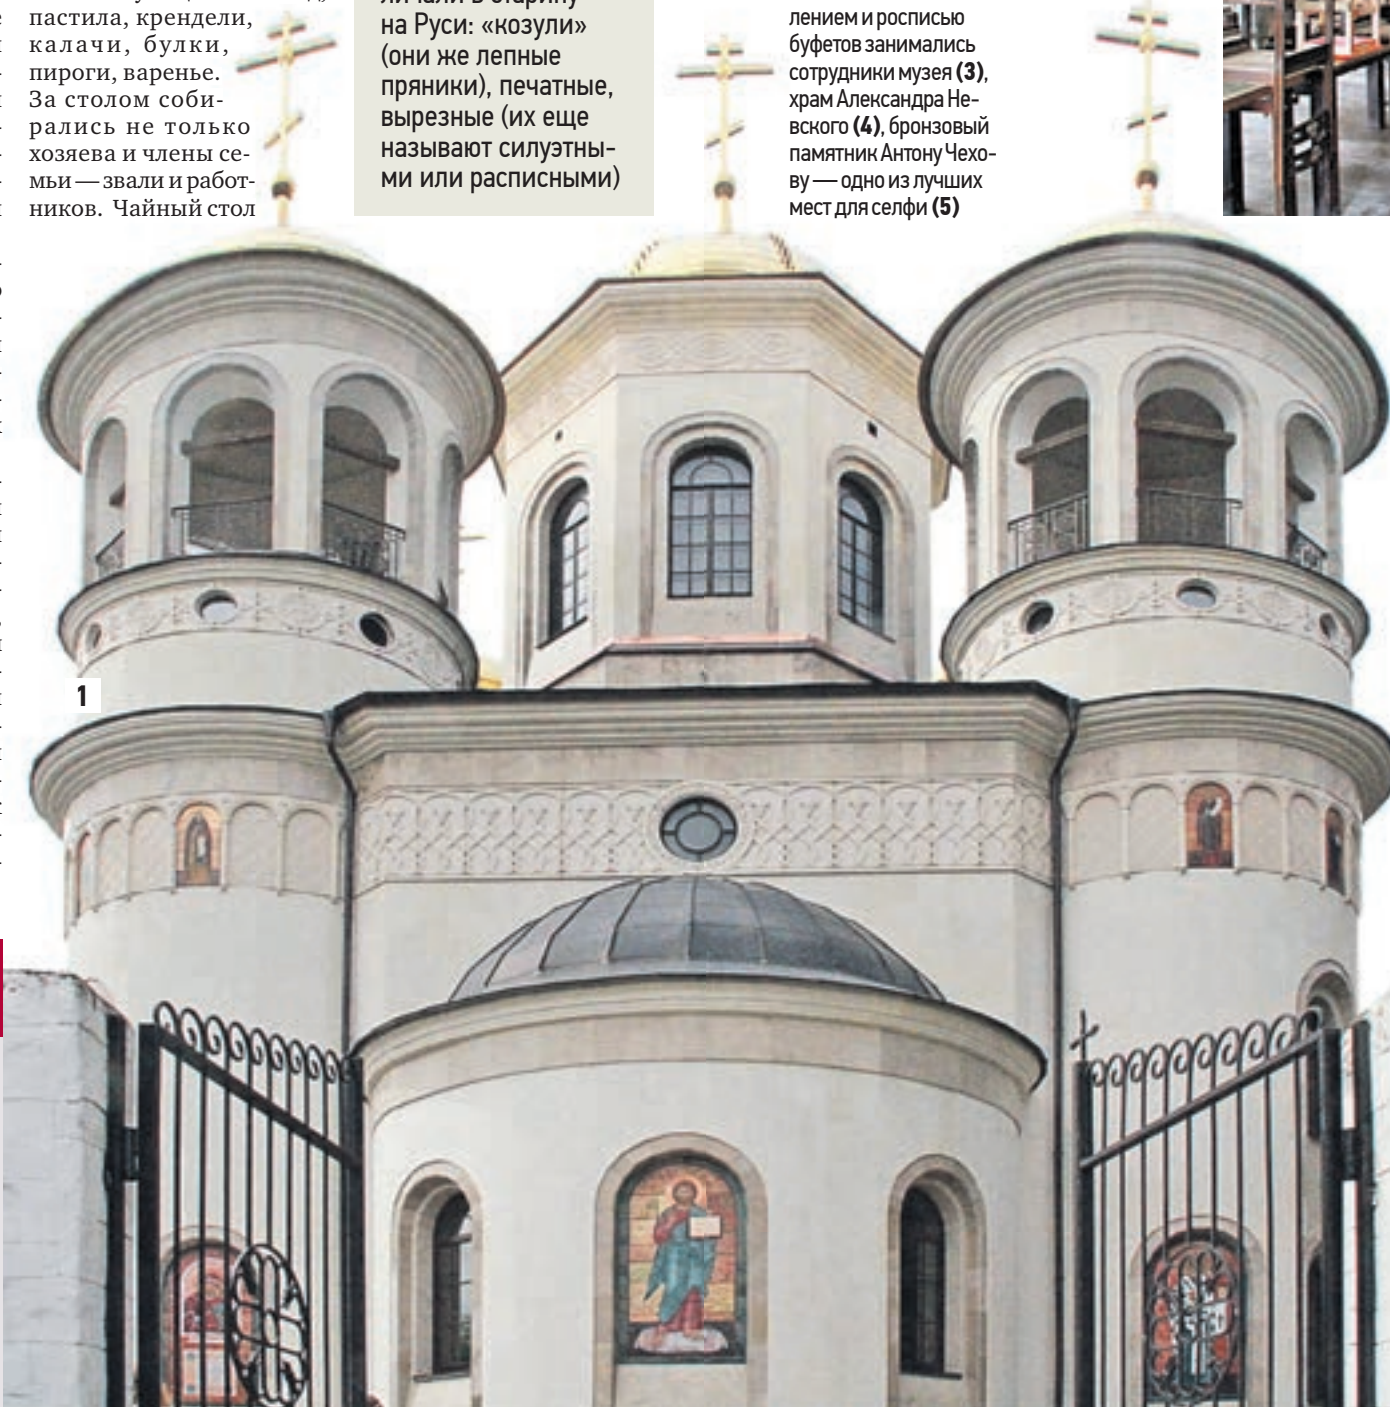 пастила, крендели,
калачи, булки,
пироги, варенье.
За столом соби-
рались не только
хозяева и члены се-
мьи — звали и работ-
ников. Чайный стол
на Руси: «козули»
(они же лепные
пряники), печатные,
вырезные (их еще
называют силуэтны-
ми или расписными)
лением и росписью
буфетов занимались
сотрудники музея (3),
храм Александра Не-
вского (4), бронзовый
памятник Антону Чехо-
ву — одно из лучших
мест для селфи (5)
1